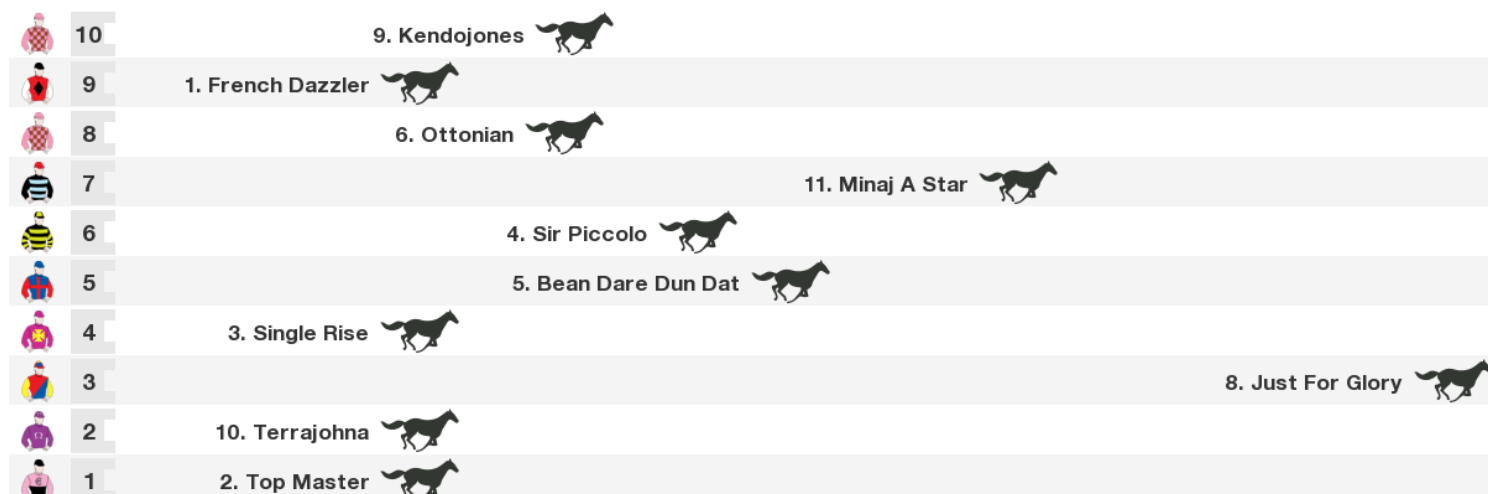 10 9. Kendojones
9 1. French Dazzler
8 6. Ottonian
7 11. Minaj A Star
6 4. Sir Piccolo
5 5. Bean Dare Dun Dat
4 3. Single Rise
3 8. Just For Glory
2 10. Terrajohna
1 2. Top Master